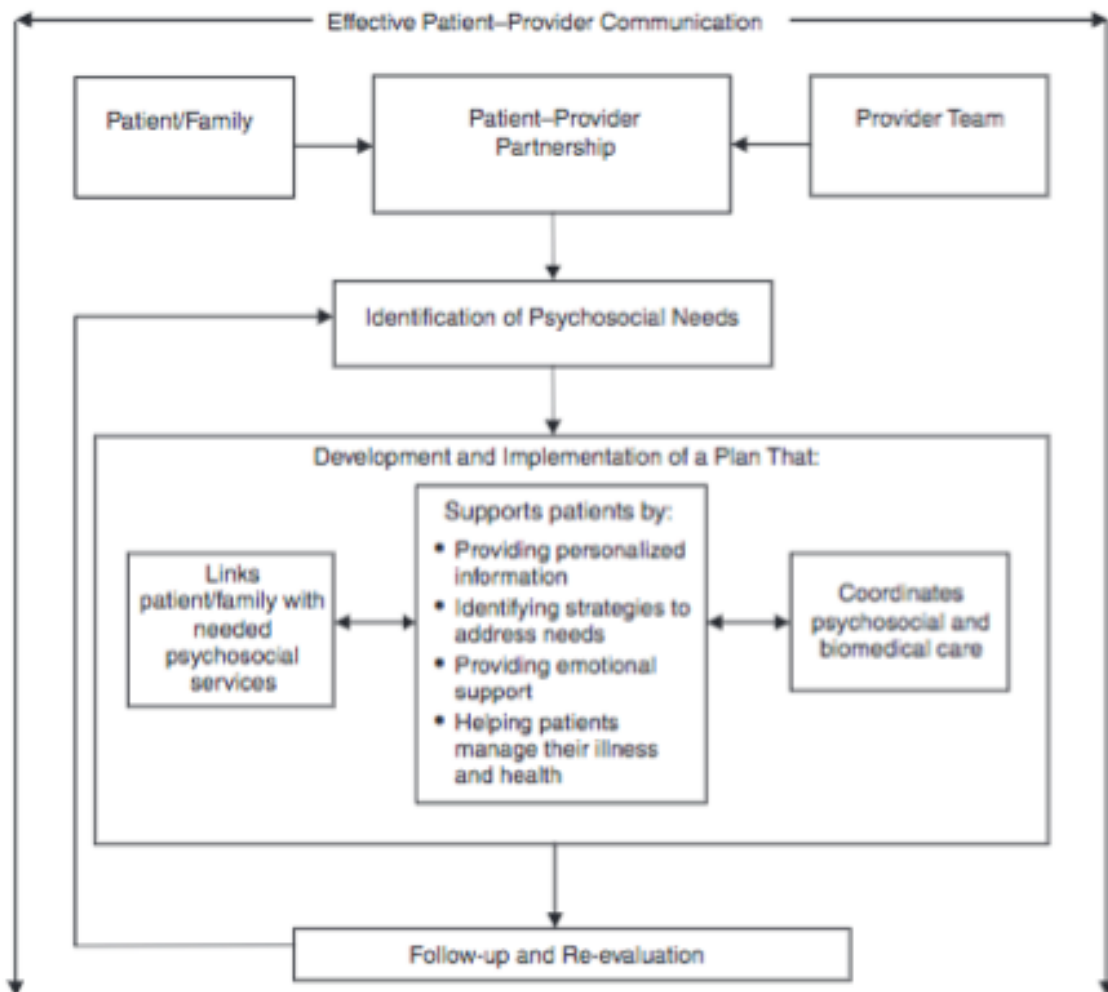 Effective Patient–Provider Communication
Patient/Family
Patient–Provider
Partnership
Provider Team
Identification of Psychosocial Needs
Development and Implementation of a Plan That:
Links
patient/family with
needed
psychosocial
services
Supports patients by:
• Providing personalized
information
• Identifying strategies to
address needs
• Providing emotional
support
• Helping patients
manage their illness
and health
Coordinates
psychosocial and
biomedical care
Follow-up and Re-evaluation